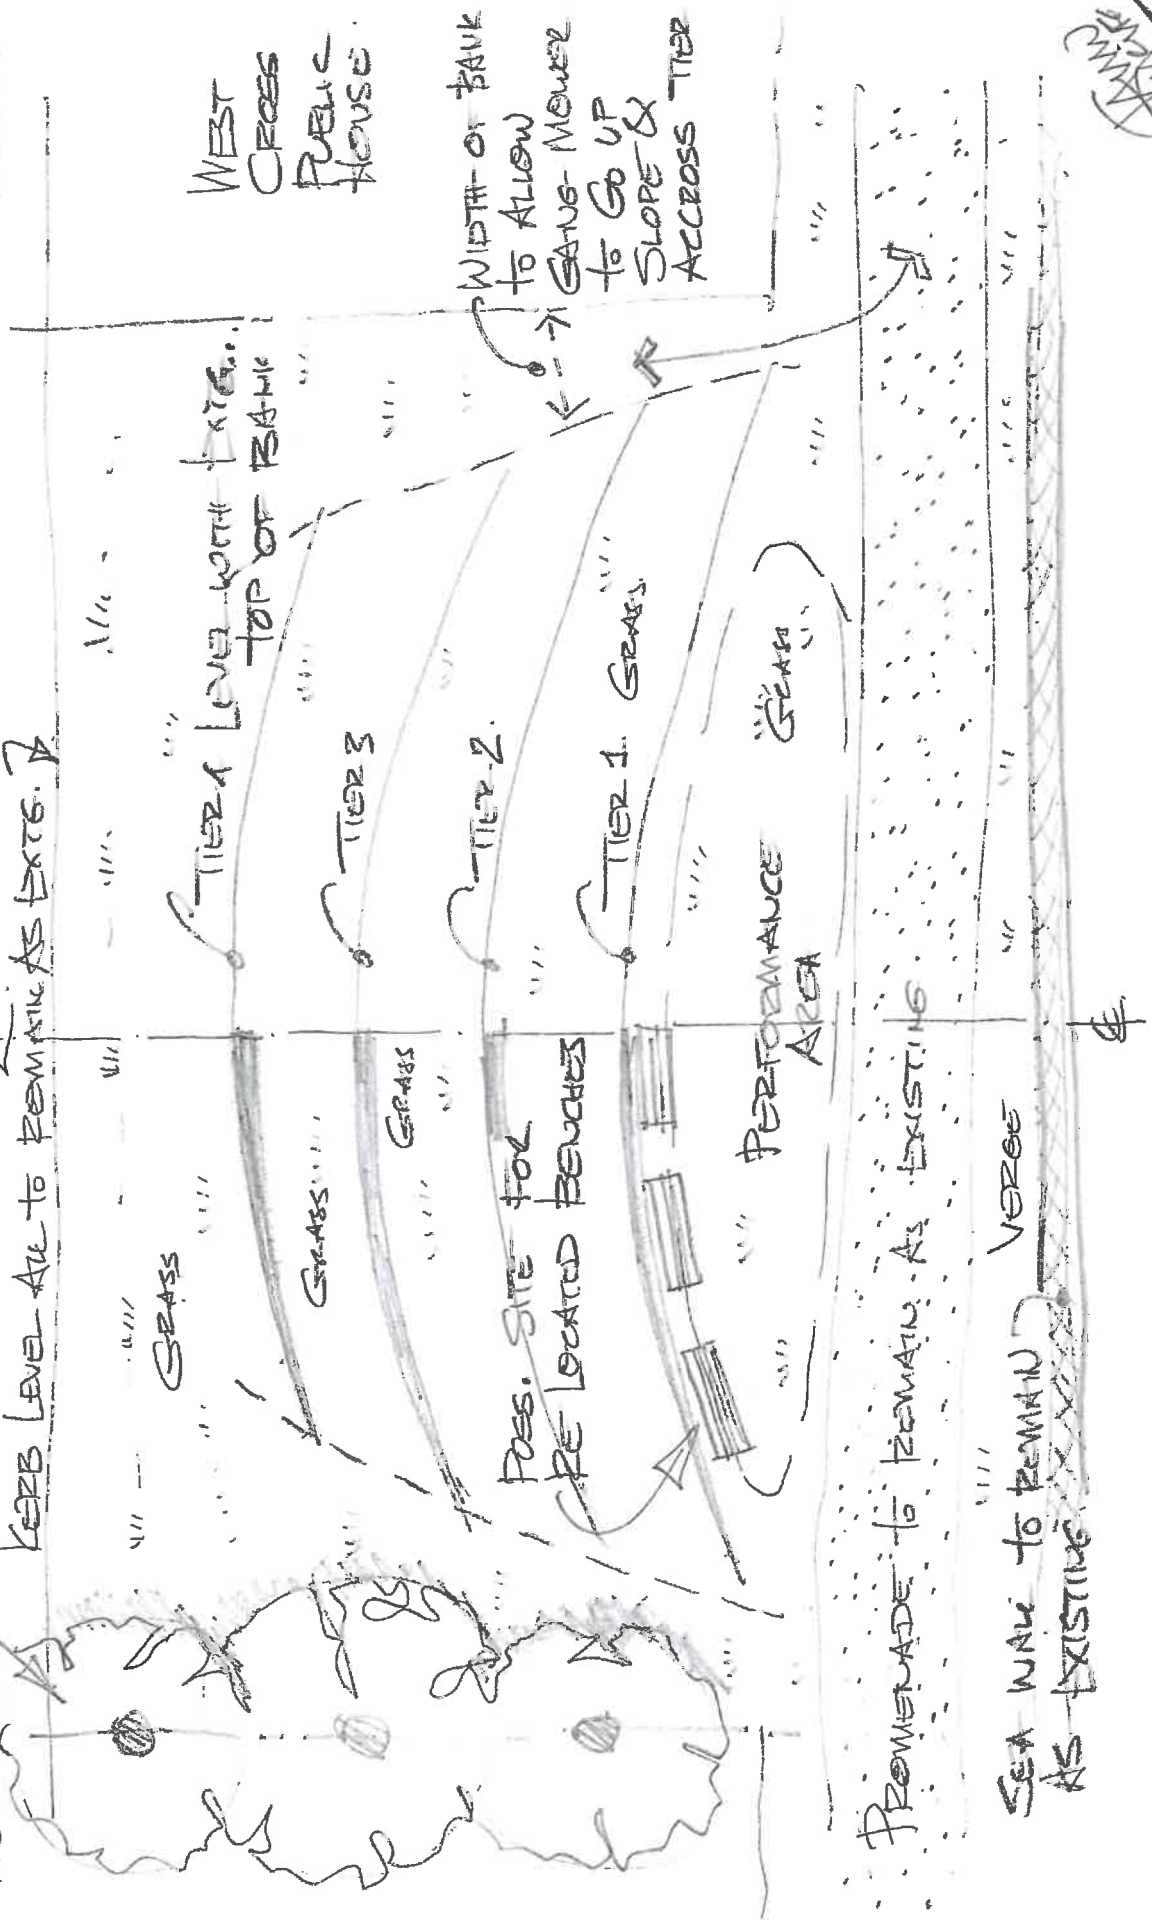 KERB LEVEL ALL TO REMAIN AS EXTG.
WEST
CROSS
PUBLIC
HOUSE.
WIDTH OF BANK
TO ALLOW
GANG-MOWER
TO GO UP
SLOPE &
ACCROSS TIER
TIER 4 LEVEL WITH EXTG...
TOP OF BANK
TIER 3
TIER 2.
TIER 1. GRASS.
GRASS
GRASS
GRASS
GRASS
POSS. SITE FOR
RE LOCATED BENCHES
PERFORMANCE
AREA
PROMENADE TO REMAIN. AS EXISTING
VERGE
SEA WALL TO REMAIN
AS EXISTING